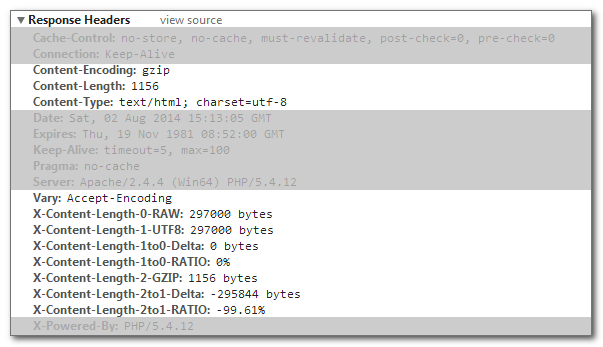 ▼ Response Headers view source
Cache-Control: no-store, no-cache, must-revalidate, post-check=0, pre-check=0
Connection: Keep-Alive
Content-Encoding: gzip
Content-Length: 1156
Content-Type: text/html; charset=utf-8
Date: Sat, 02 Aug 2014 15:13:05 GMT
Expires: Thu, 19 Nov 1981 08:52:00 GMT
Keep-Alive: timeout=5, max=100
Pragma: no-cache
Server: Apache/2.4.4 (Win64) PHP/5.4.12
Vary: Accept-Encoding
X-Content-Length-0-RAW: 297000 bytes
X-Content-Length-1-UTF8: 297000 bytes
X-Content-Length-1to0-Delta: 0 bytes
X-Content-Length-1to0-RATIO: 0%
X-Content-Length-2-GZIP: 1156 bytes
X-Content-Length-2to1-Delta: -295844 bytes
X-Content-Length-2to1-RATIO: -99.61%
X-Powered-By: PHP/5.4.12